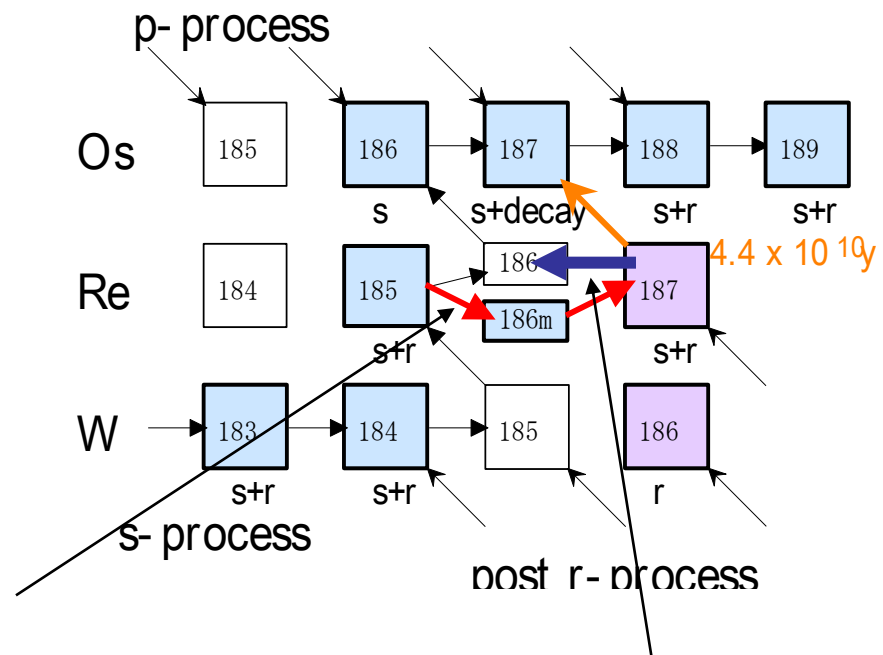 p- process
Os 185 186 187 188 189
s s+decay s+r s+r
4.4 x 10 10y
Re 184 185 186 187
186m
s+r s+r
W 183 184 185 186
s+r s+r r
s- process
post r- process